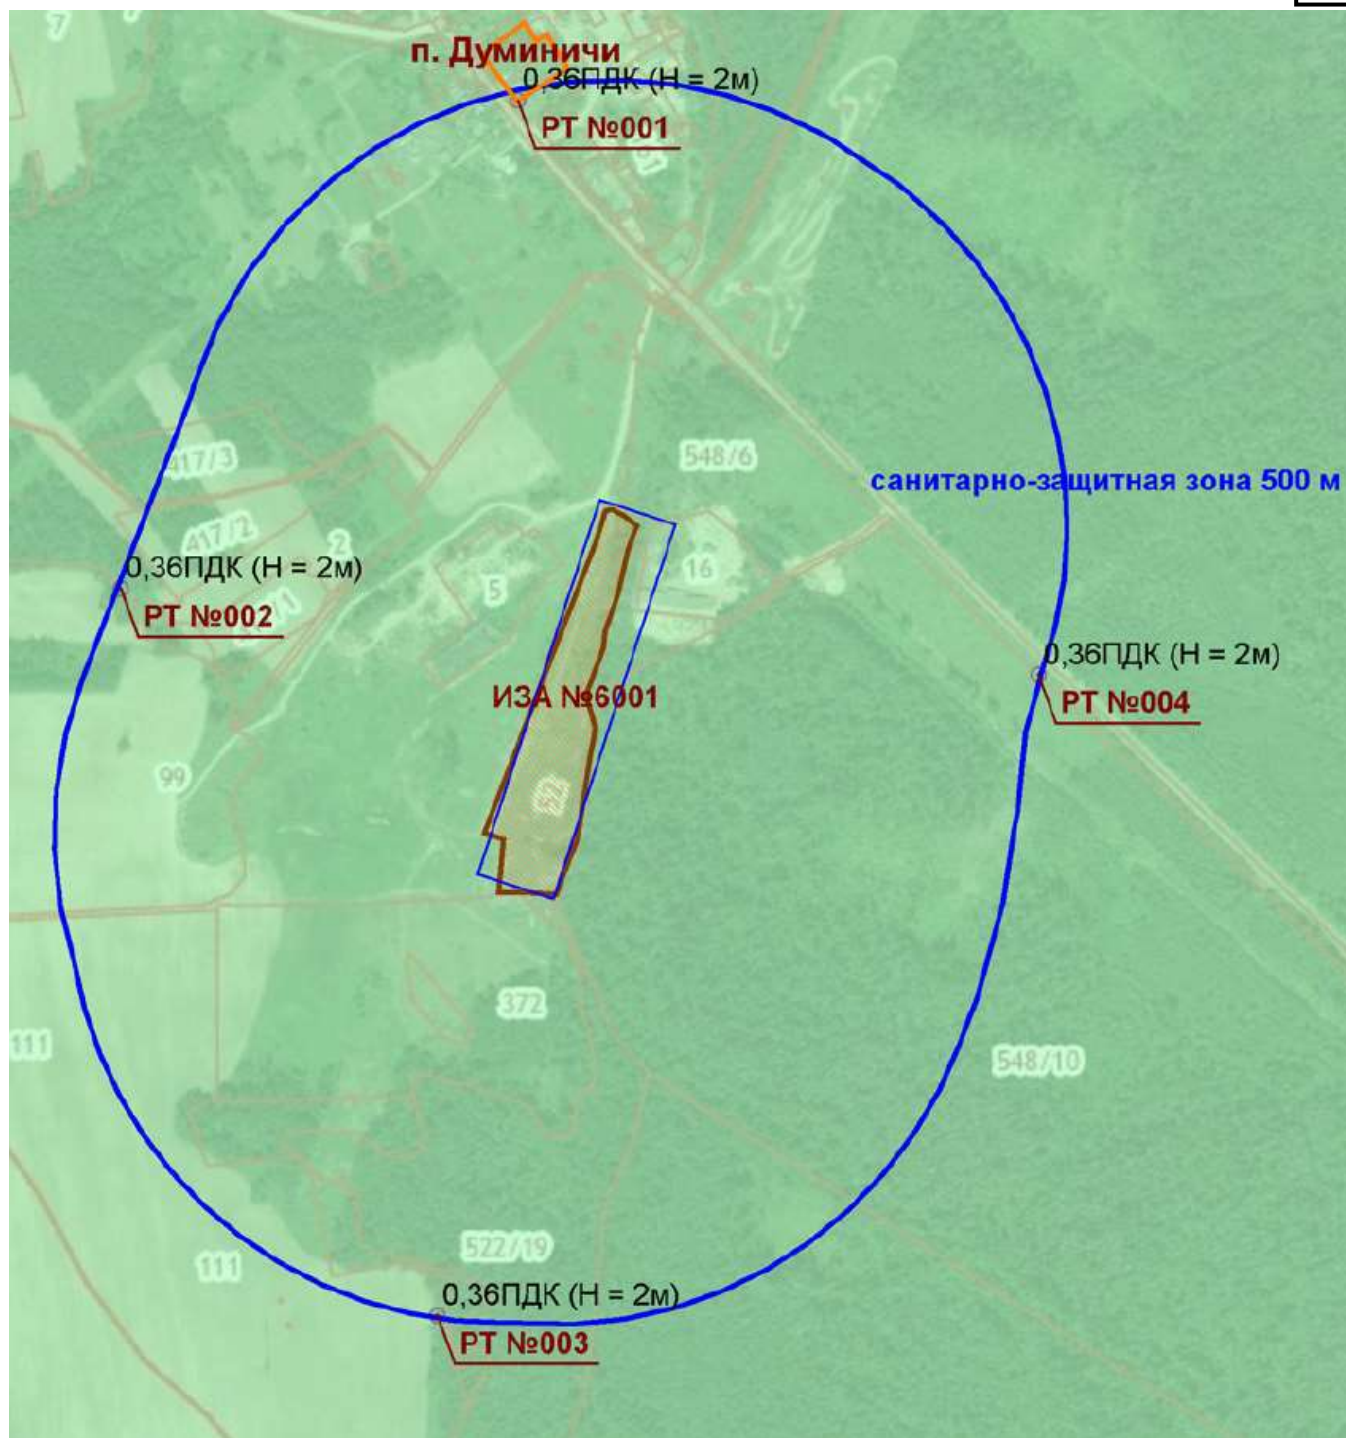 7
п. Думиничи
0,36ПДК (Н = 2м)
РТ №001
548/6
417/3
санитарно-защитная зона 500 м
417/2
2
0,36ПДК (Н = 2м)
16
5
РТ №002
0,36ПДК (Н = 2м)
ИЗА №6001
РТ №004
99
372
111
548/10
522/19
111
0,36ПДК (Н = 2м)
РТ №003